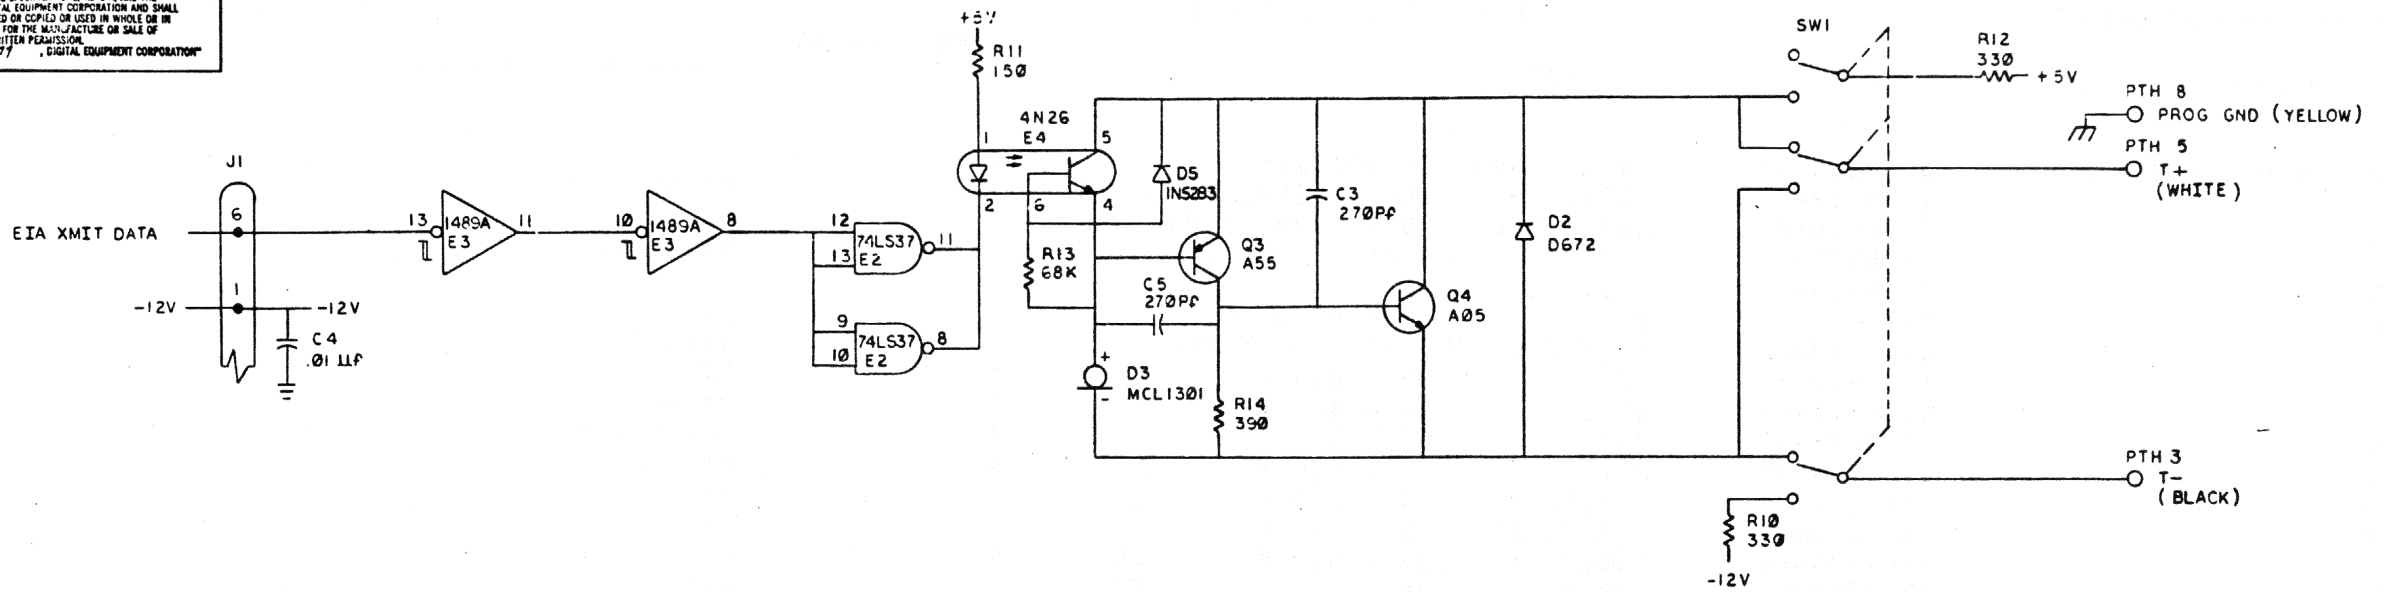 TAL EQUIPMENT CORPORATION AND SHALL
ED OR COPIED OR USED IN WHOLE OR IN
FOR THE MANUFACTURE OR SALE OF
ITTEN PERMISSION.
, DIGITAL EQUIPMENT CORPORATION"
+5V
R11
150
SW1
R12
330
+5V
PTH 8
PROG GND (YELLOW)
PTH 5
T+
(WHITE)
4N26
E4
1
5
2
6
4
D5
IN5283
J1
6
EIA XMIT DATA
13
1489A
E3
11
10
1489A
E3
8
12
13
74LS37
E2
11
9
10
74LS37
E2
8
1
-12V
-12V
C4
.01 µf
R13
68K
C5
270Pf
Q3
A55
C3
270Pf
Q4
A05
D2
D672
+
D3
MCL1301
-
R14
390
PTH 3
T-
(BLACK)
R10
330
-12V